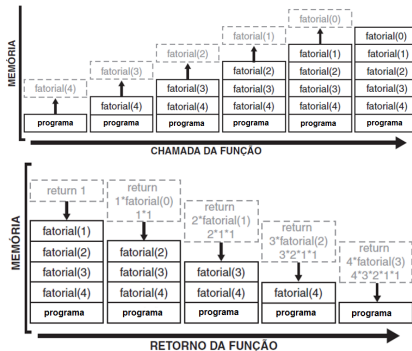 MEMÓRIA
fatorial(4)
programa
fatorial(3)
fatorial(4)
programa
fatorial(2)
fatorial(3)
fatorial(4)
programa
fatorial(1)
fatorial(2)
fatorial(3)
fatorial(4)
programa
fatorial(0)
fatorial(1)
fatorial(2)
fatorial(3)
fatorial(4)
programa
fatorial(0)
fatorial(1)
fatorial(2)
fatorial(3)
fatorial(4)
programa
CHAMADA DA FUNÇÃO
MEMÓRIA
return 1
fatorial(1)
fatorial(2)
fatorial(3)
fatorial(4)
programa
return
1*fatorial(0)
1*1
fatorial(2)
fatorial(3)
fatorial(4)
programa
return
2*fatorial(1)
2*1*1
fatorial(3)
fatorial(4)
programa
return
3*fatorial(2)
3*2*1*1
fatorial(4)
programa
return
4*fatorial(3)
4*3*2*1*1
programa
RETORNO DA FUNÇÃO